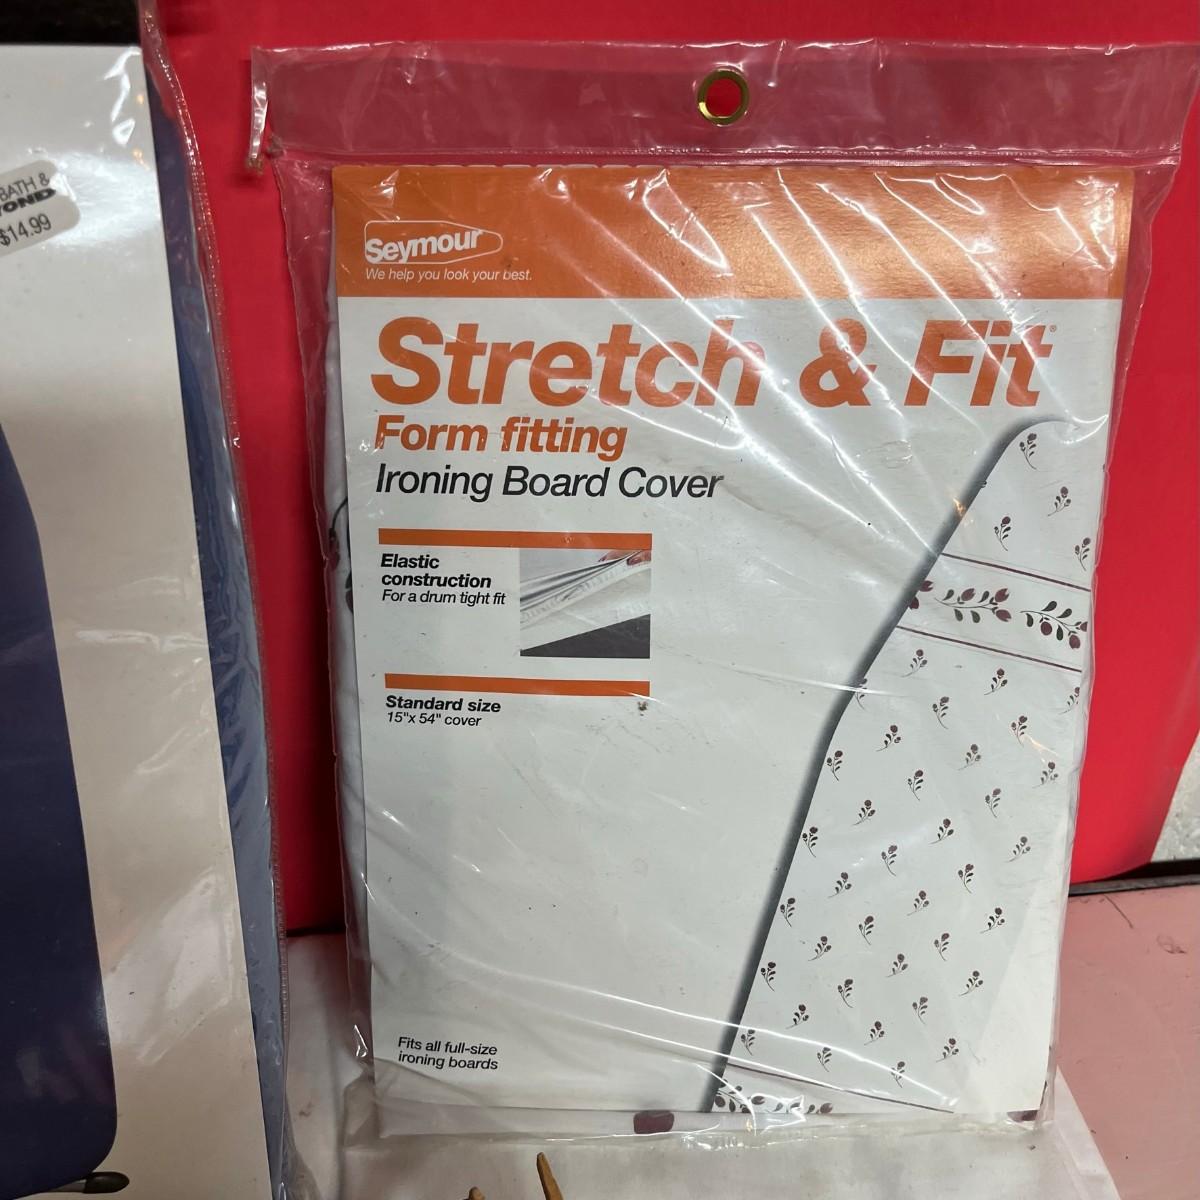 BATH &
YOND
$14.99
Seymour
We help you look your best.
Stretch & Fit®
Form fitting
Ironing Board Cover
Elastic
construction
For a drum tight fit
Standard size
15"x 54" cover
Fits all full-size
ironing boards